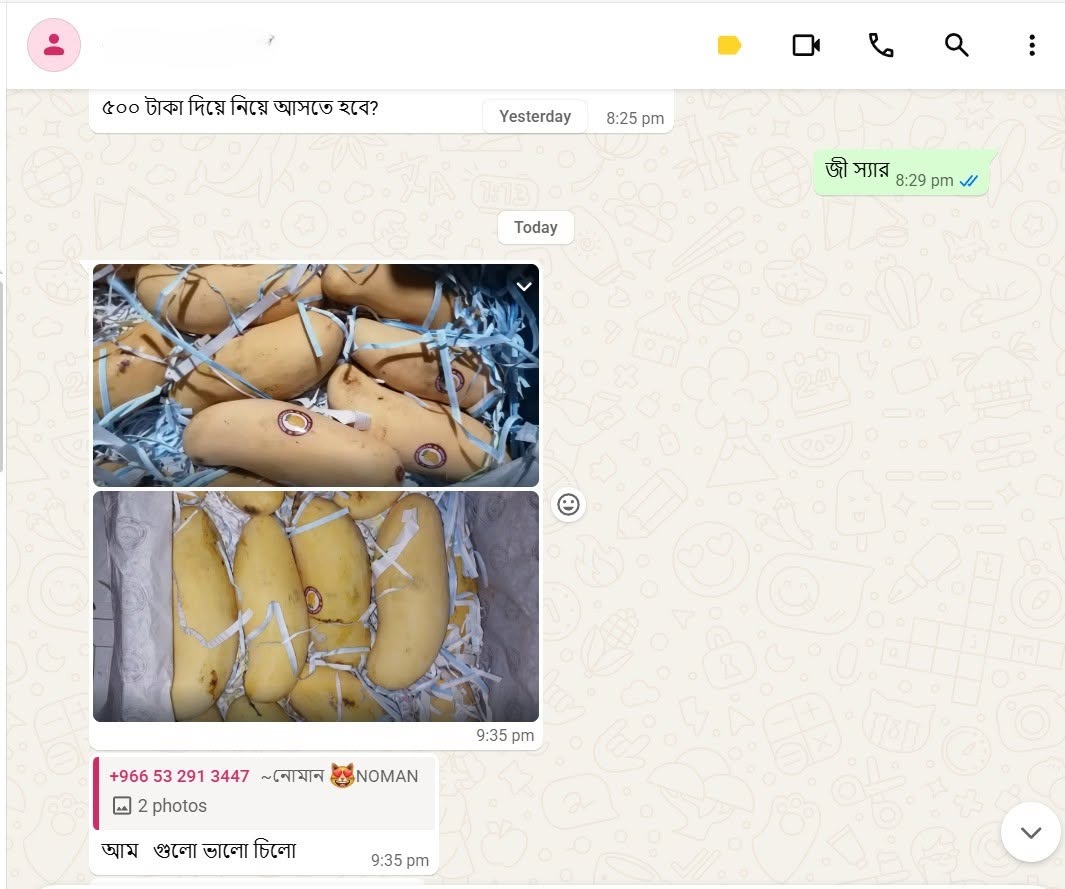 ৫০০ টাকা দিয়ে নিয়ে আসতে হবে?
Yesterday
8:25 pm
জী স্যার
8:29 pm
Today
9:35 pm
+966 53 291 3447 ~নোমান 😻NOMAN
2 photos
আম গুলো ভালো চিলো
9:35 pm